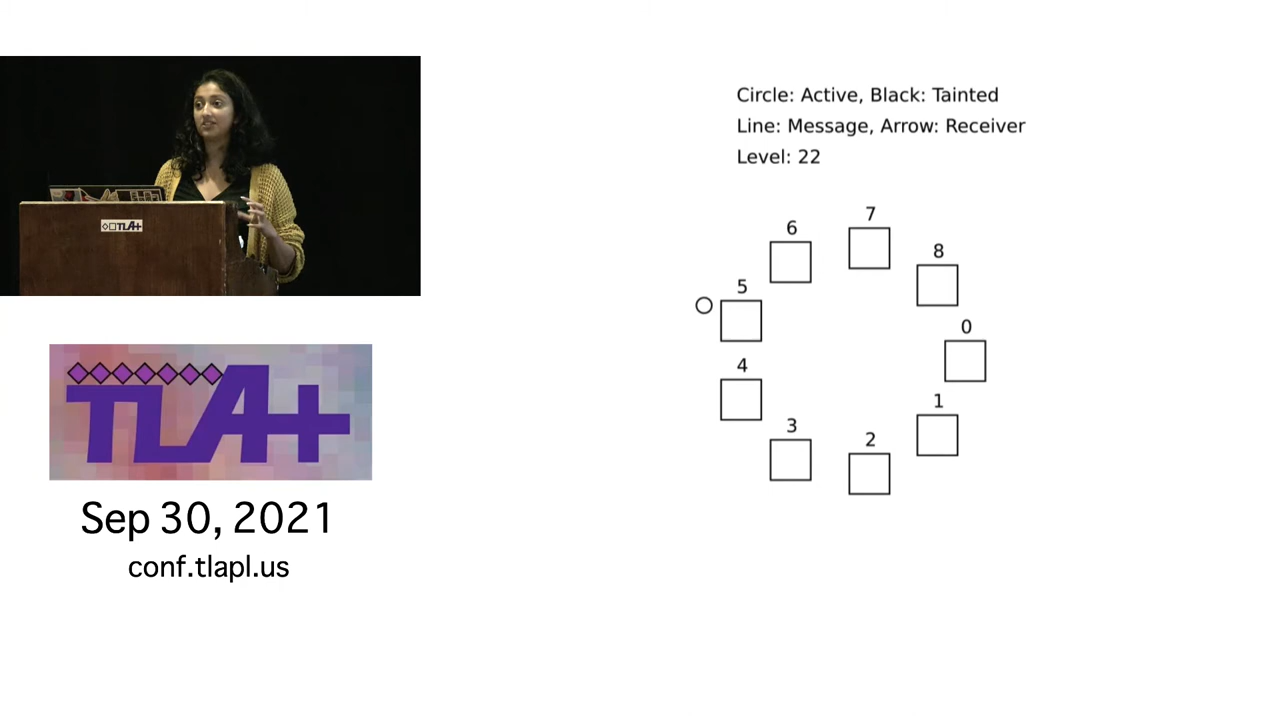 Circle: Active, Black: Tainted
Line: Message, Arrow: Receiver
Level: 22
7
6
8
5
0
4
1
3
2
TLA+
TLA+
Sep 30, 2021
conf.tlapl.us